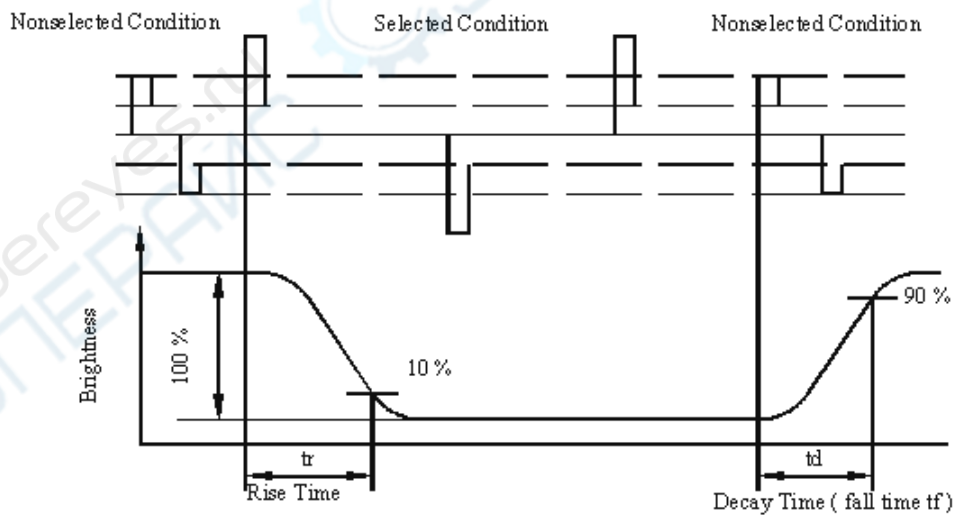 Nonselected Condition
Selected Condition
Nonselected Condition
Brightness
100 %
10 %
90 %
tr
Rise Time
td
Decay Time ( fall time tf )